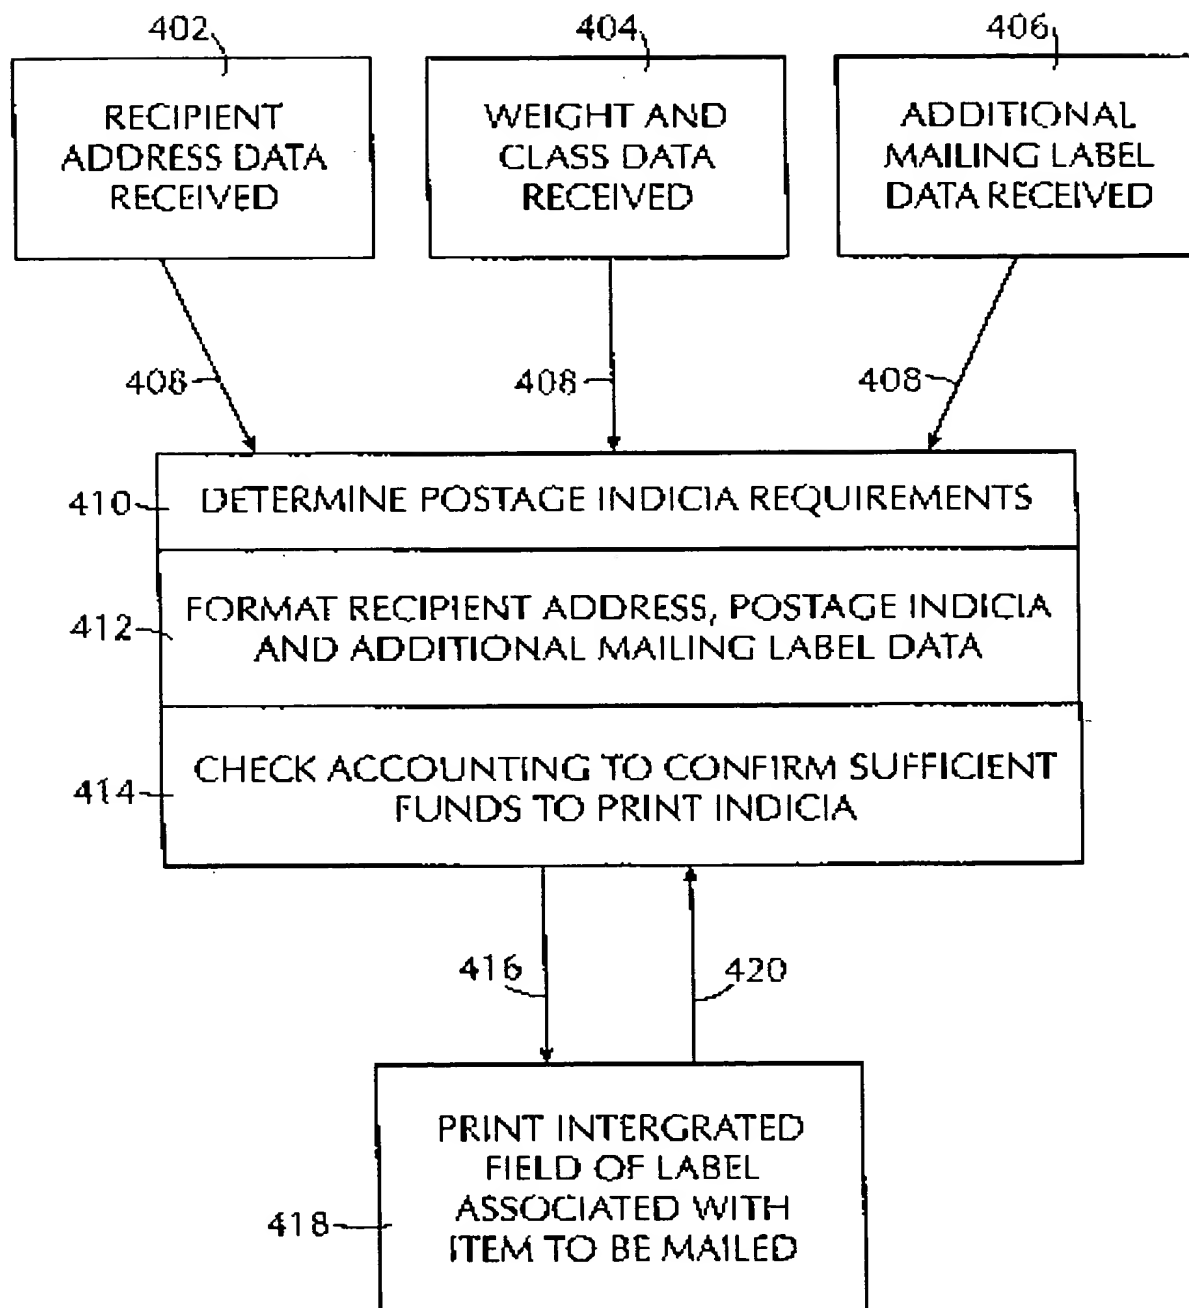 402
404
406
RECIPIENT
ADDRESS DATA
RECEIVED
WEIGHT AND
CLASS DATA
RECEIVED
ADDITIONAL
MAILING LABEL
DATA RECEIVED
408
408
408
410
DETERMINE POSTAGE INDICIA REQUIREMENTS
412
FORMAT RECIPIENT ADDRESS, POSTAGE INDICIA
AND ADDITIONAL MAILING LABEL DATA
414
CHECK ACCOUNTING TO CONFIRM SUFFICIENT
FUNDS TO PRINT INDICIA
416
420
418
PRINT INTERGRATED
FIELD OF LABEL
ASSOCIATED WITH
ITEM TO BE MAILED